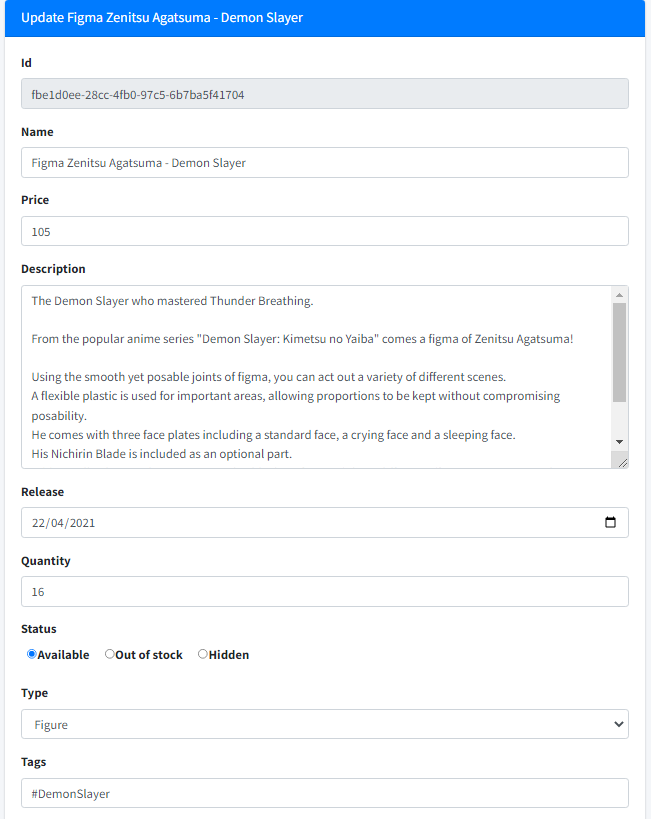 Update Figma Zenitsu Agatsuma - Demon Slayer
Id
fbe1d0ee-28cc-4fb0-97c5-6b7ba5f41704
Name
Figma Zenitsu Agatsuma - Demon Slayer
Price
105
Description
The Demon Slayer who mastered Thunder Breathing.
From the popular anime series "Demon Slayer: Kimetsu no Yaiba" comes a figma of Zenitsu Agatsuma!
Using the smooth yet posable joints of figma, you can act out a variety of different scenes.
A flexible plastic is used for important areas, allowing proportions to be kept without compromising
posability.
He comes with three face plates including a standard face, a crying face and a sleeping face.
His Nichirin Blade is included as an optional part.
Release
22/04/2021
Quantity
16
Status
Available Out of stock Hidden
Type
Figure
Tags
#DemonSlayer